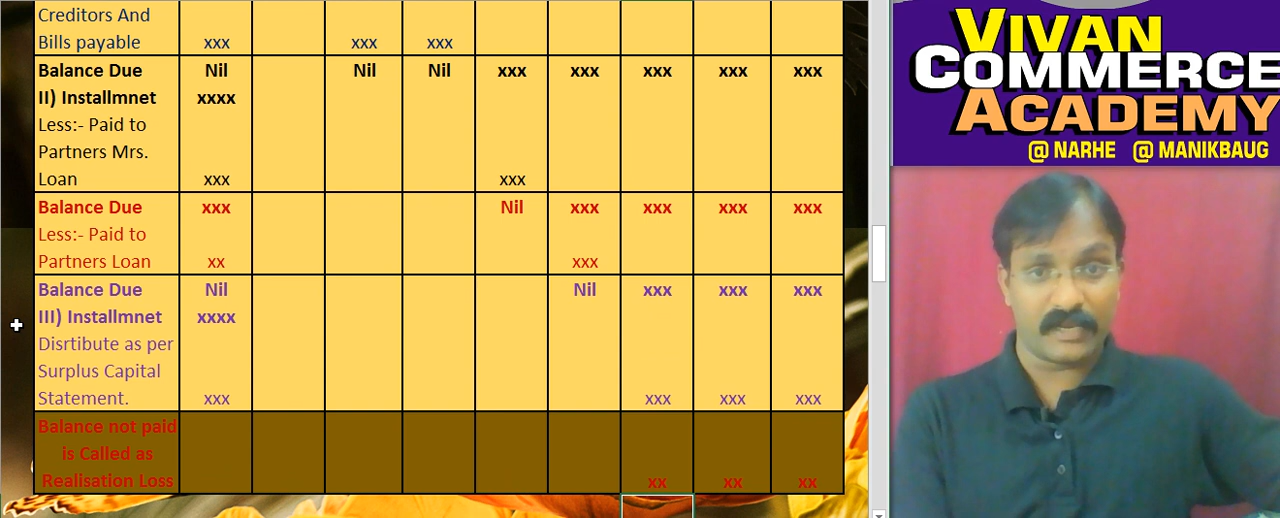 Creditors And
Bills payable xxx xxx xxx
Balance Due Nil Nil Nil xxx xxx xxx xxx xxx
II) Installmnet xxxx
Less:- Paid to
Partners Mrs.
Loan xxx xxx
Balance Due xxx Nil xxx xxx xxx xxx
Less:- Paid to
Partners Loan xx xxx
Balance Due Nil Nil xxx xxx xxx
III) Installmnet xxxx
Disrtibute as per
Surplus Capital
Statement. xxx xxx xxx xxx
Balance not paid
is Called as
Realisation Loss xx xx xx
VIVAN
COMMERCE
ACADEMY
@ NARHE @ MANIKBAUG